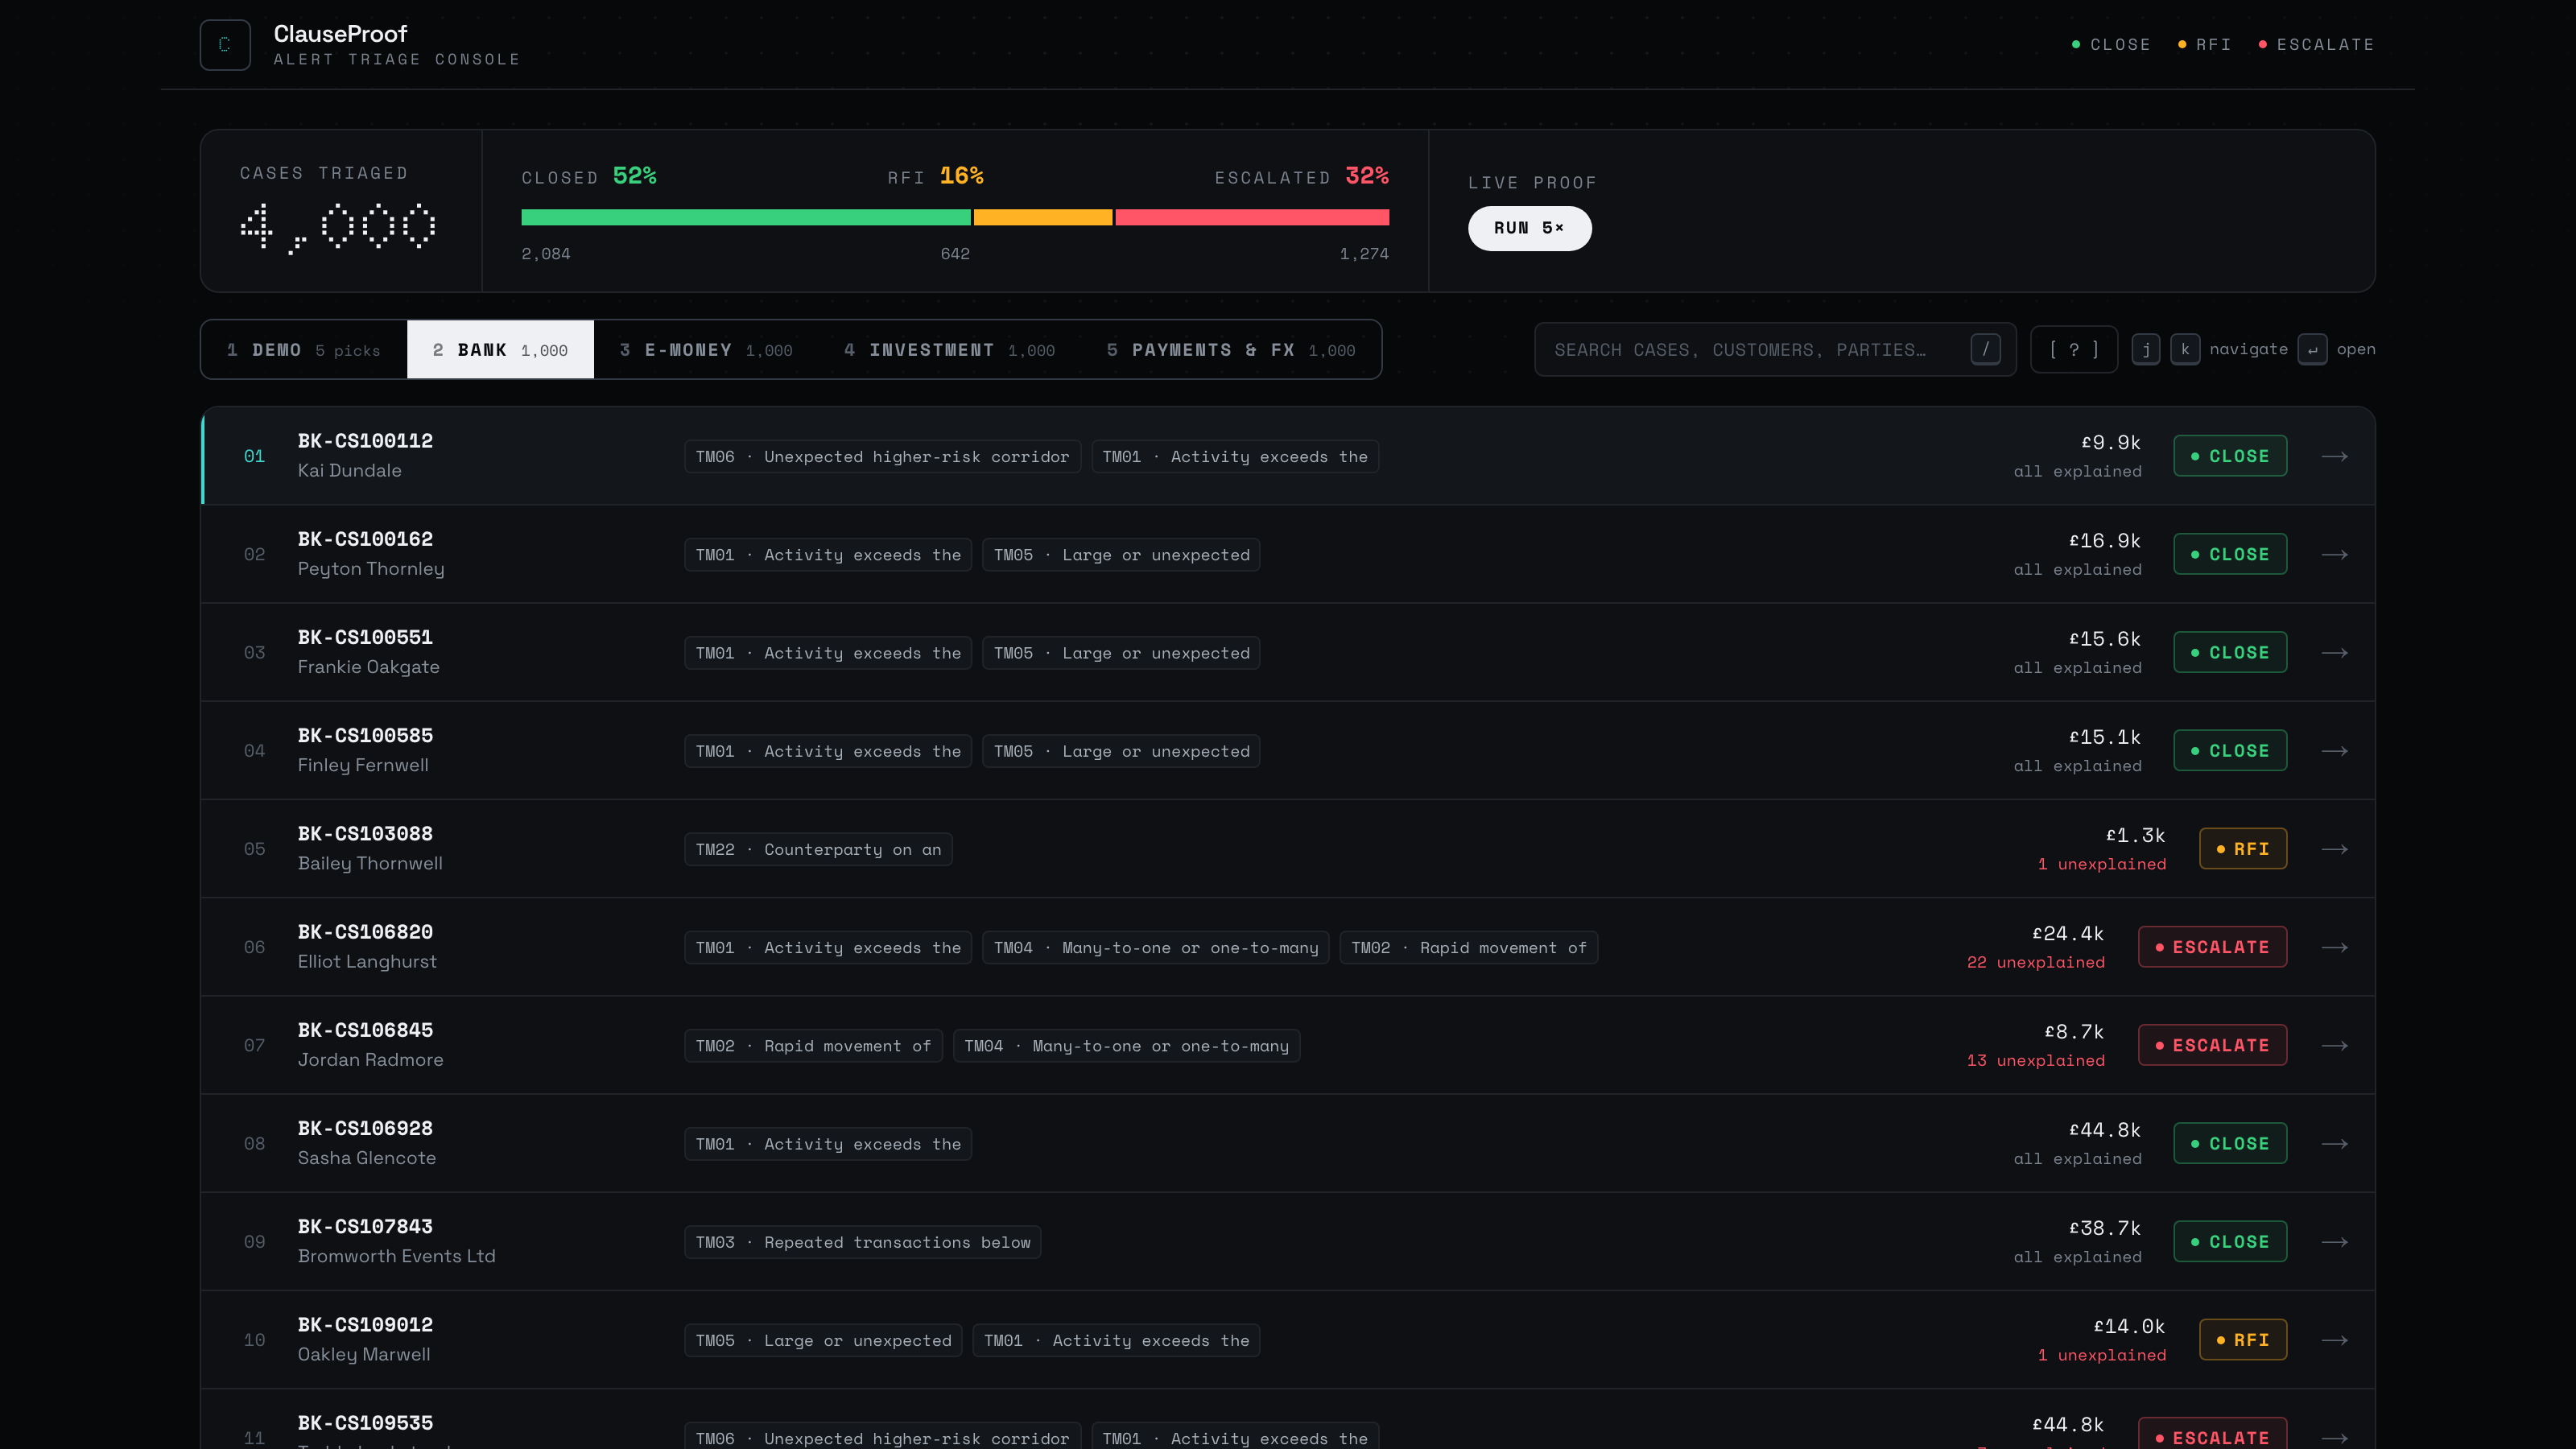 C
ClauseProof
ALERT TRIAGE CONSOLE
CLOSE RFI ESCALATE
CASES TRIAGED
4,000
CLOSED 52% RFI 16% ESCALATED 32%
2,084 642 1,274
LIVE PROOF
RUN 5×
1 DEMO 5 picks 2 BANK 1,000 3 E-MONEY 1,000 4 INVESTMENT 1,000 5 PAYMENTS & FX 1,000
SEARCH CASES, CUSTOMERS, PARTIES… / [ ? ] j k navigate ↵ open
01 BK-CS100112
Kai Dundale
TM06 · Unexpected higher-risk corridor TM01 · Activity exceeds the
£9.9k
all explained
CLOSE →
02 BK-CS100162
Peyton Thornley
TM01 · Activity exceeds the TM05 · Large or unexpected
£16.9k
all explained
CLOSE →
03 BK-CS100551
Frankie Oakgate
TM01 · Activity exceeds the TM05 · Large or unexpected
£15.6k
all explained
CLOSE →
04 BK-CS100585
Finley Fernwell
TM01 · Activity exceeds the TM05 · Large or unexpected
£15.1k
all explained
CLOSE →
05 BK-CS103088
Bailey Thornwell
TM22 · Counterparty on an
£1.3k
1 unexplained
RFI →
06 BK-CS106820
Elliot Langhurst
TM01 · Activity exceeds the TM04 · Many-to-one or one-to-many TM02 · Rapid movement of
£24.4k
22 unexplained
ESCALATE →
07 BK-CS106845
Jordan Radmore
TM02 · Rapid movement of TM04 · Many-to-one or one-to-many
£8.7k
13 unexplained
ESCALATE →
08 BK-CS106928
Sasha Glencote
TM01 · Activity exceeds the
£44.8k
all explained
CLOSE →
09 BK-CS107843
Bromworth Events Ltd
TM03 · Repeated transactions below
£38.7k
all explained
CLOSE →
10 BK-CS109012
Oakley Marwell
TM05 · Large or unexpected TM01 · Activity exceeds the
£14.0k
1 unexplained
RFI →
11 BK-CS109535
TM06 · Unexpected higher-risk corridor TM01 · Activity exceeds the
£44.8k
ESCALATE →